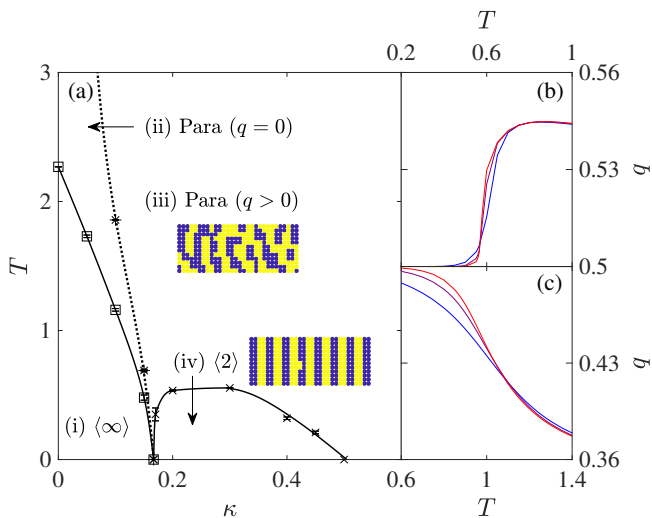 T
0.2 0.6 1
3
(a)
(b)
0.56
(ii) Para (q = 0)
2
(iii) Para (q > 0)
0.53
q
T
0.5
(c)
1
(iv) ⟨2⟩
0.43
q
(i) ⟨∞⟩
0
0.36
0 0.2 0.4 0.6 1 1.4
κ
T